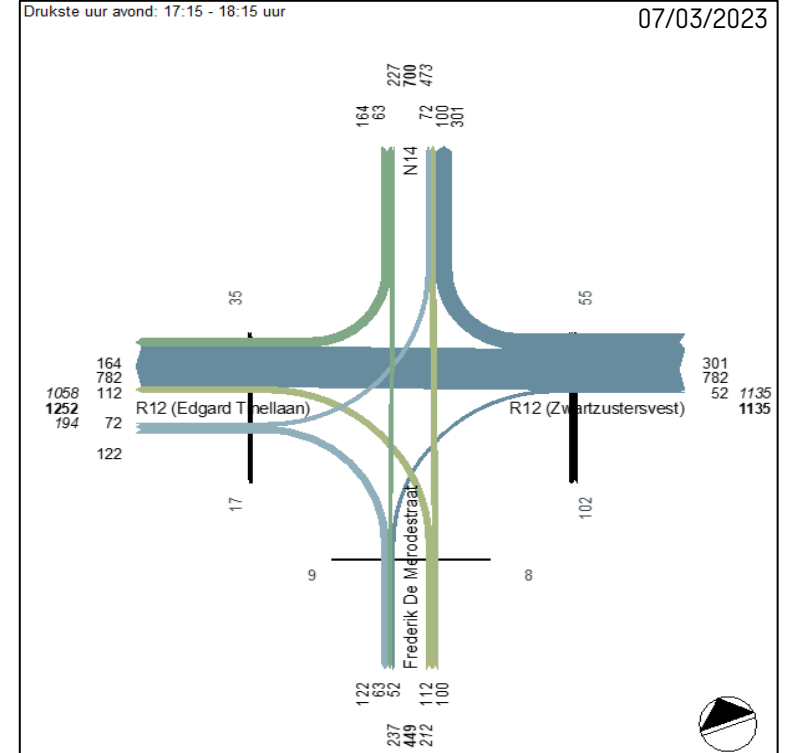 Drukste uur avond: 17:15 - 18:15 uur
07/03/2023
227 700 473
164 63 72 100 301
N14
35 55
164
782
1058 112
1252 R12 (Edgard Tinellaan)
194 72
122
301
782
52 1135
R12 (Zwartzustersvest) 1135
17 102
Frederik De Merodestraat
9 8
122 63 52 112 100
237 449 212